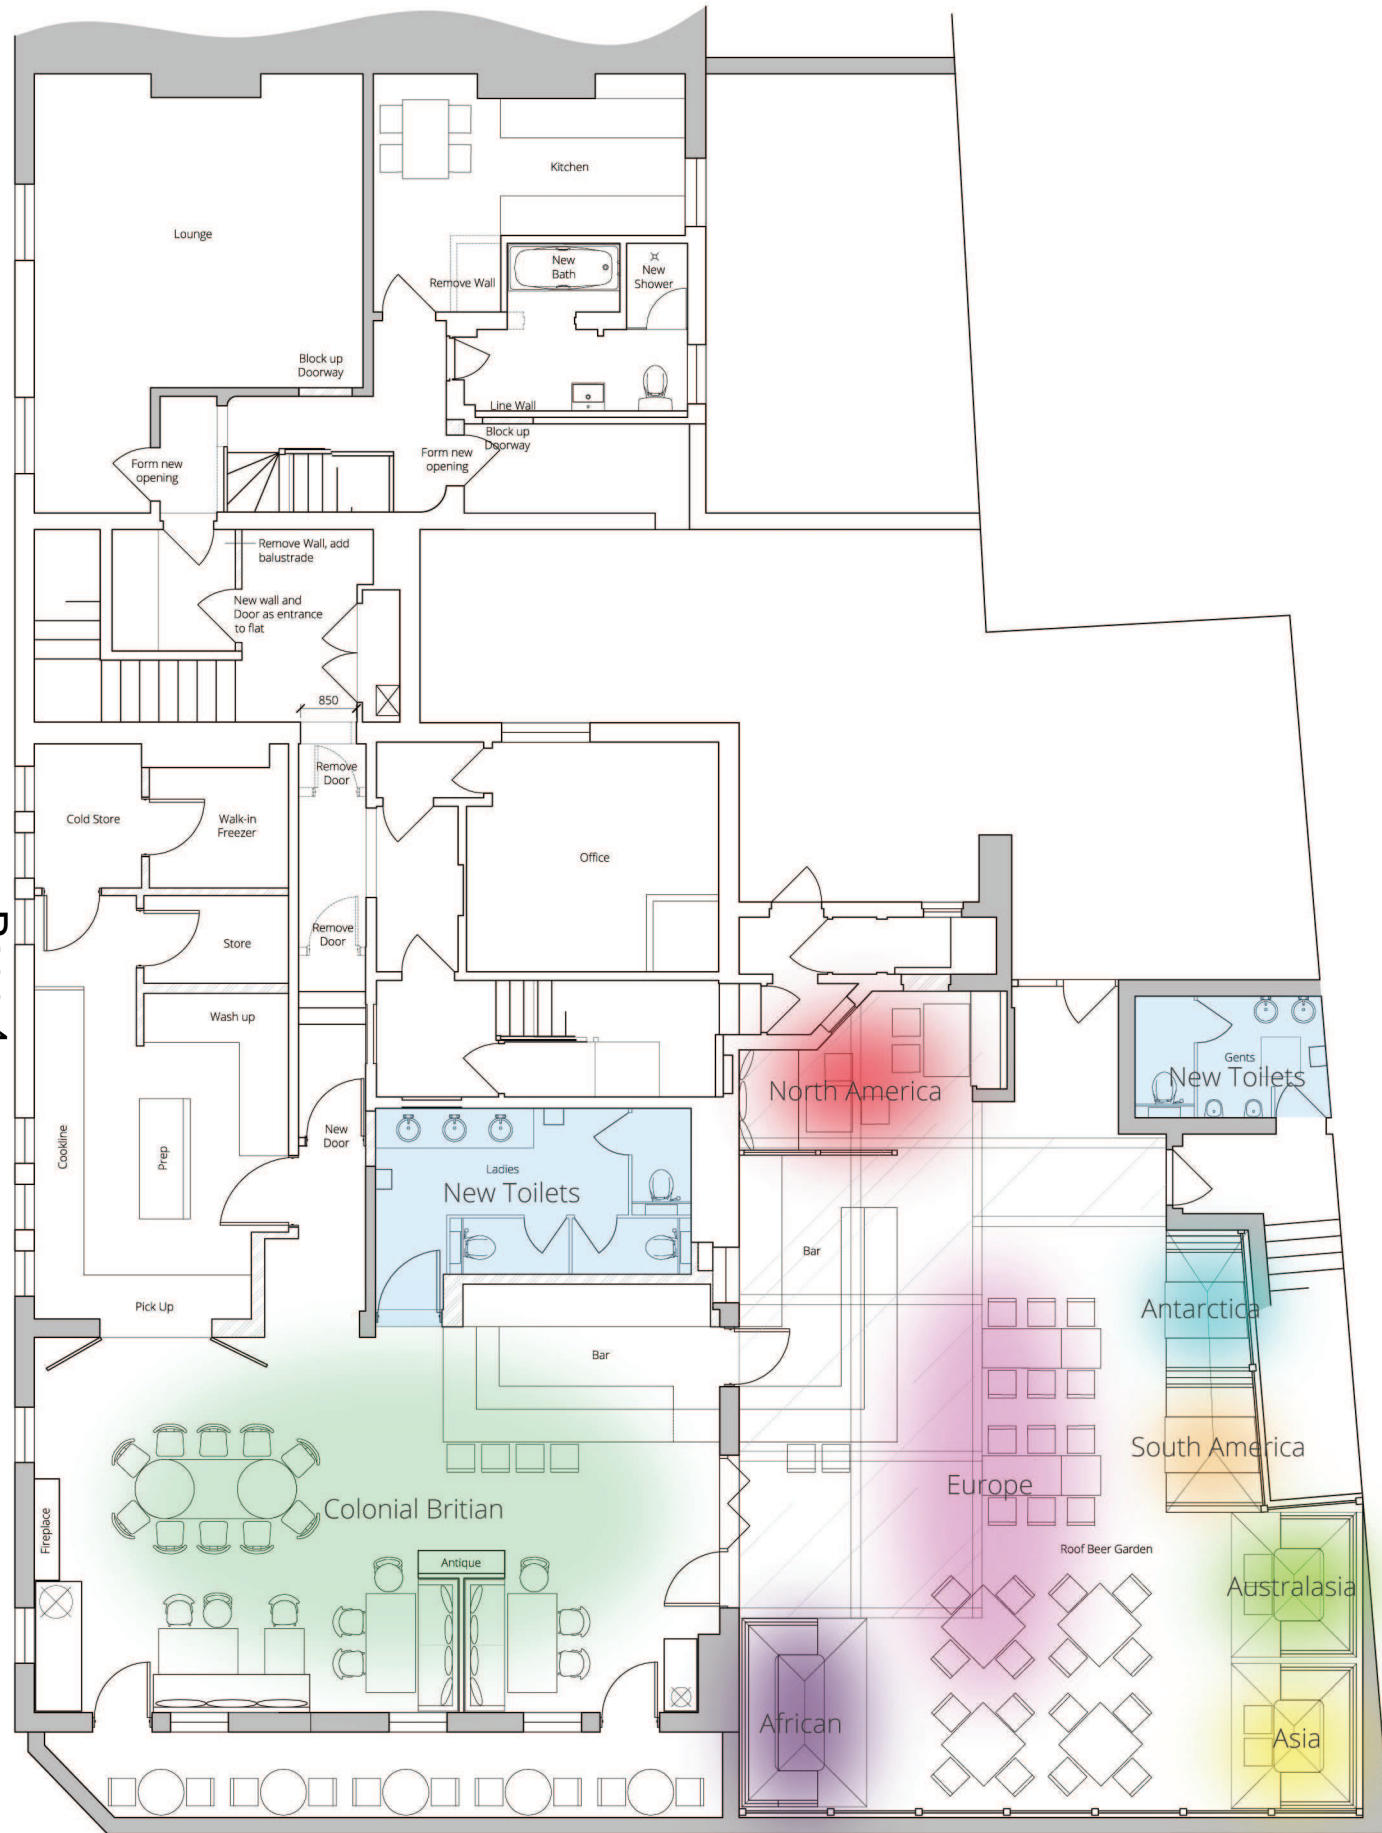 Kitchen
Lounge
New
Bath
New
Shower
Remove Wall
Block up
Doorway
Line Wall
Block up
Doorway
Form new
opening
Form new
opening
Remove Wall, add
balustrade
New wall and
Door as entrance
to flat
850
Remove
Door
Cold Store
Walk-in
Freezer
Office
Remove
Door
Store
Wash up
Gents
New Toilets
North America
New
Door
Cookline
Prep
Ladies
New Toilets
Bar
Pick Up
Antarctica
Bar
South America
Europe
Colonial Britian
Fireplace
Roof Beer Garden
Antique
Australasia
African
Asia